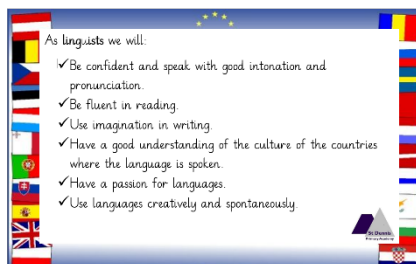 As linguists we will:
✓Be confident and speak with good intonation and
pronunciation.
✓Be fluent in reading.
✓Use imagination in writing.
✓Have a good understanding of the culture of the countries
where the language is spoken.
✓Have a passion for languages.
✓Use languages creatively and spontaneously.
St Dennis
Primary Academy